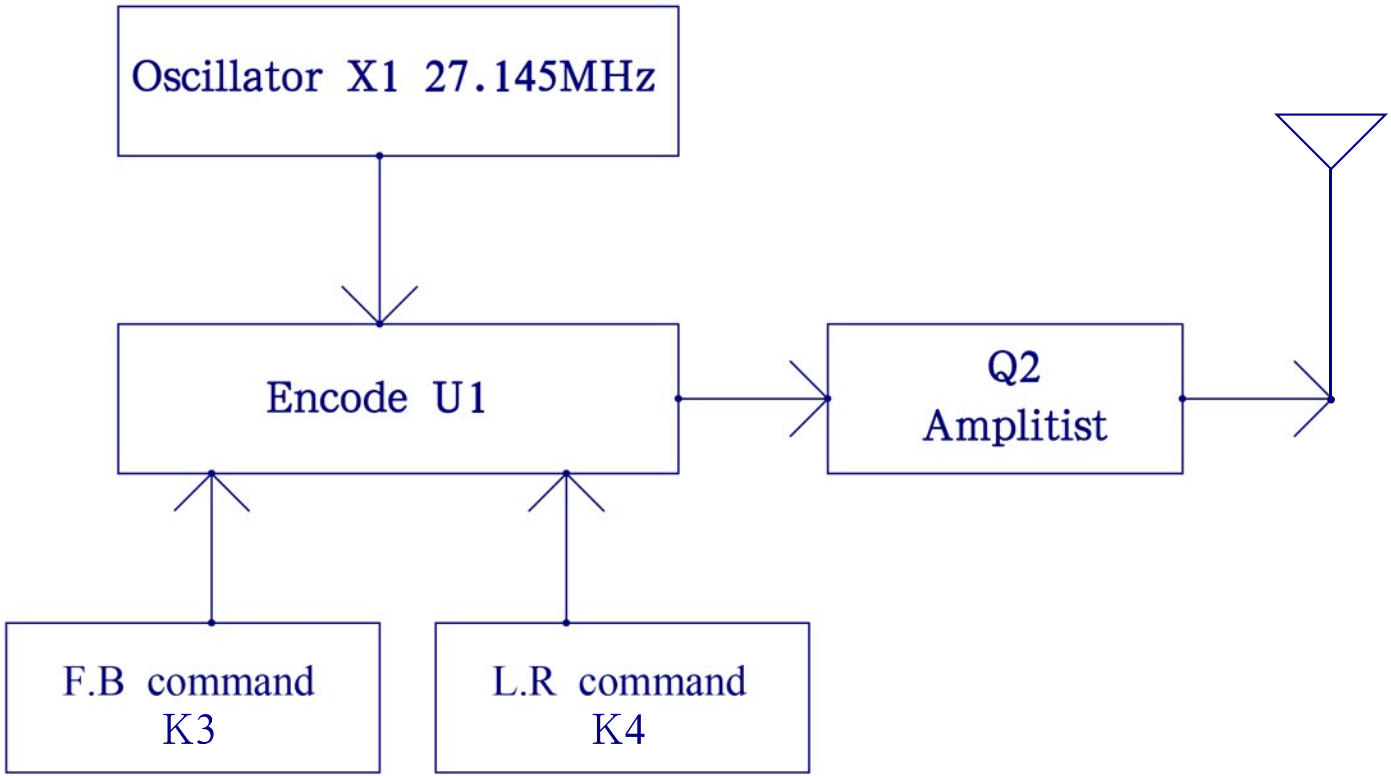 Oscillator X1 27.145MHz
Encode U1
Q2
Amplitist
F.B command
K3
L.R command
K4